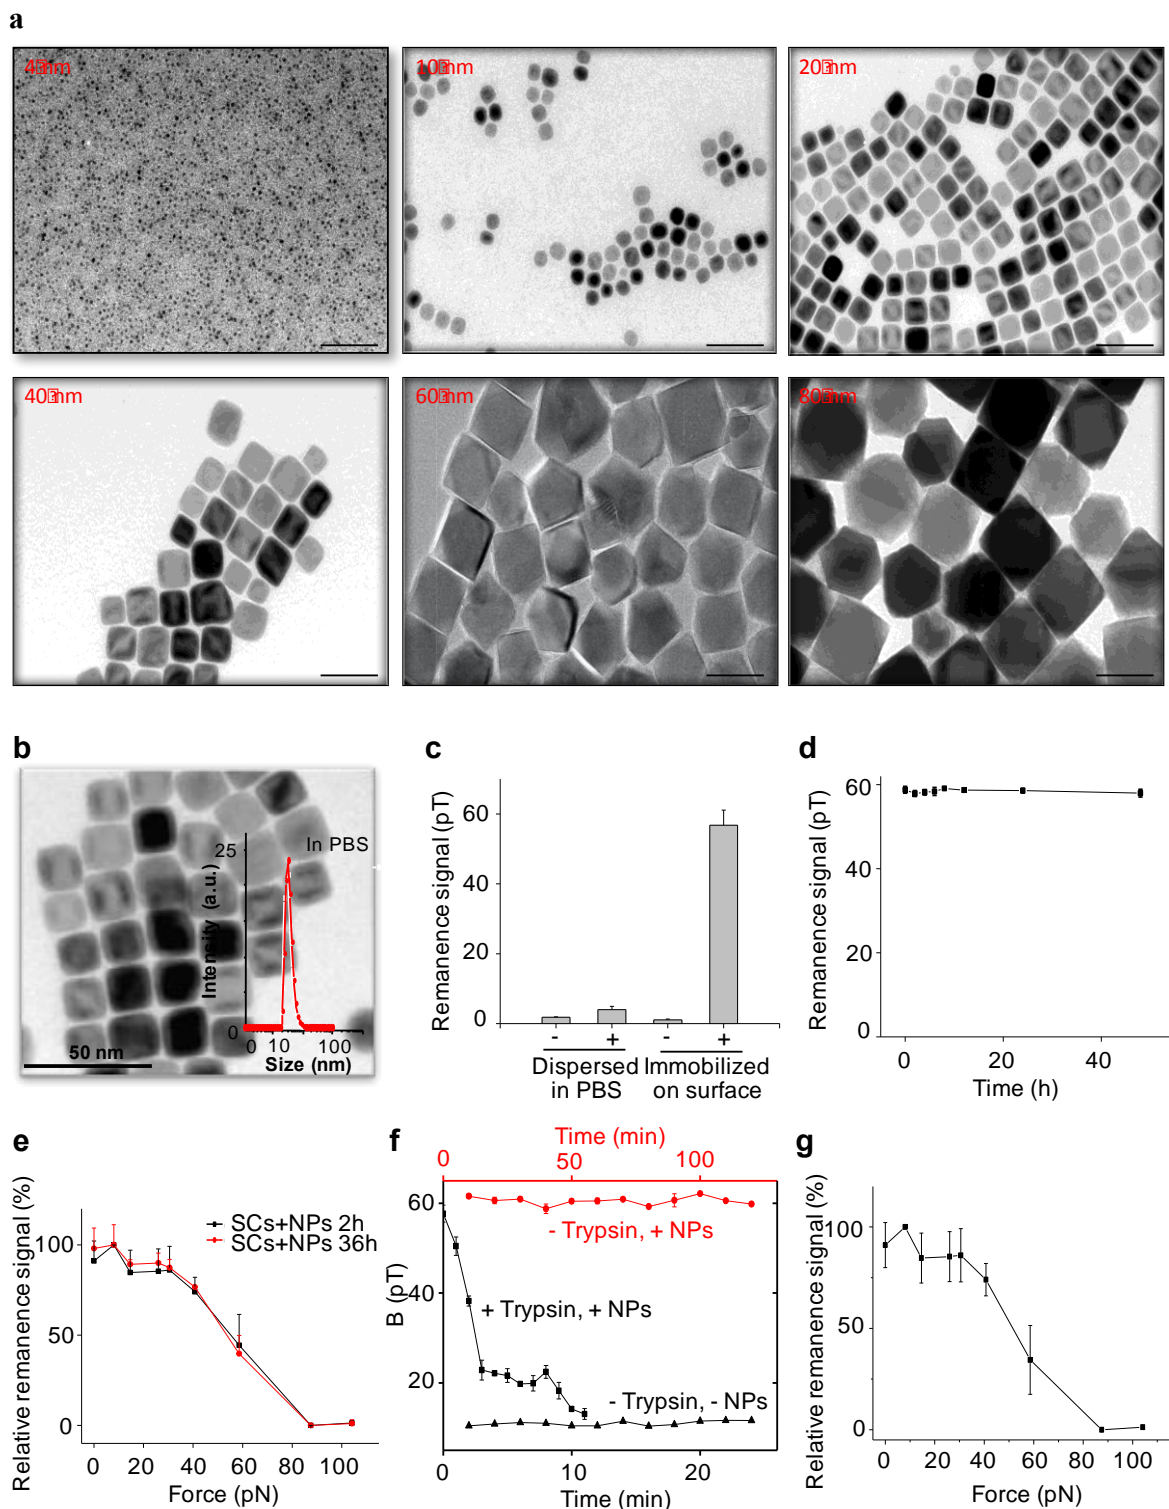 a
4 nm
10 nm
20 nm
40 nm
60 nm
80 nm
b
In PBS
25
Intensity (a.u.)
0
0 10 100
Size (nm)
50 nm
c
Remanence signal (pT)
60
40
20
0
- + - +
Dispersed in PBS
Immobilized on surface
d
Remanence signal (pT)
60
40
20
0
0 40
Time (h)
e
Relative remanence signal (%)
100
50
0
SCs+NPs 2h
SCs+NPs 36h
0 20 40 60 80 100
Force (pN)
f
Time (min)
0 50 100
B (pT)
60
40
20
- Trypsin, + NPs
+ Trypsin, + NPs
- Trypsin, - NPs
0 10 20
Time (min)
g
Relative remanence signal (%)
100
50
0
0 20 40 60 80 100
Force (pN)